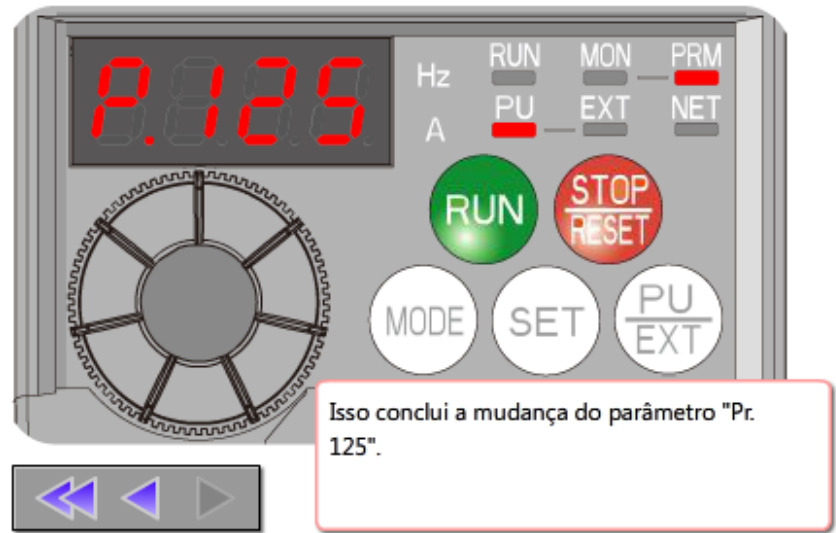 P.125
Hz
RUN MON PRM
A
PU EXT NET
RUN
STOP
RESET
MODE
SET
PU
EXT
Isso conclui a mudança do parâmetro "Pr.
125".